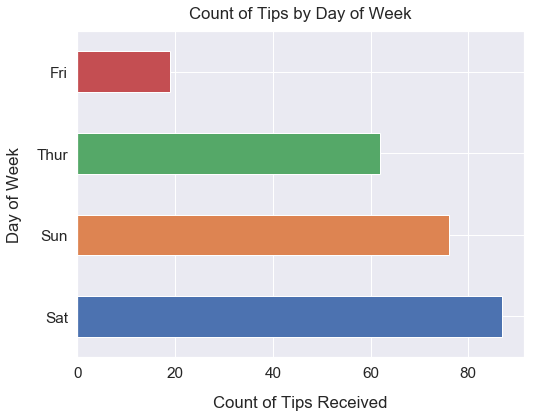 Count of Tips by Day of Week
Fri
Thur
Sun
Sat
Day of Week
0 20 40 60 80
Count of Tips Received